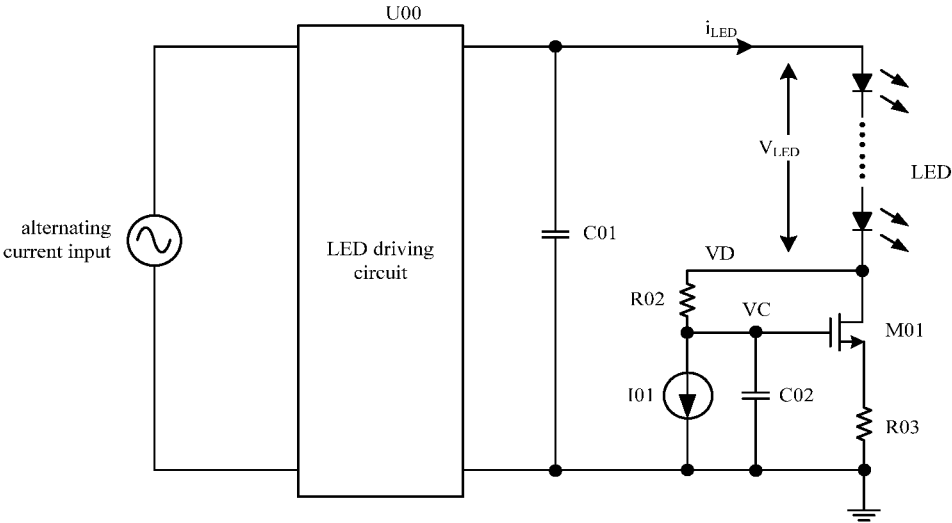 U00
iLED
VLED
LED
alternating
current input
LED driving
circuit
C01
VD
R02
VC
M01
I01
C02
R03